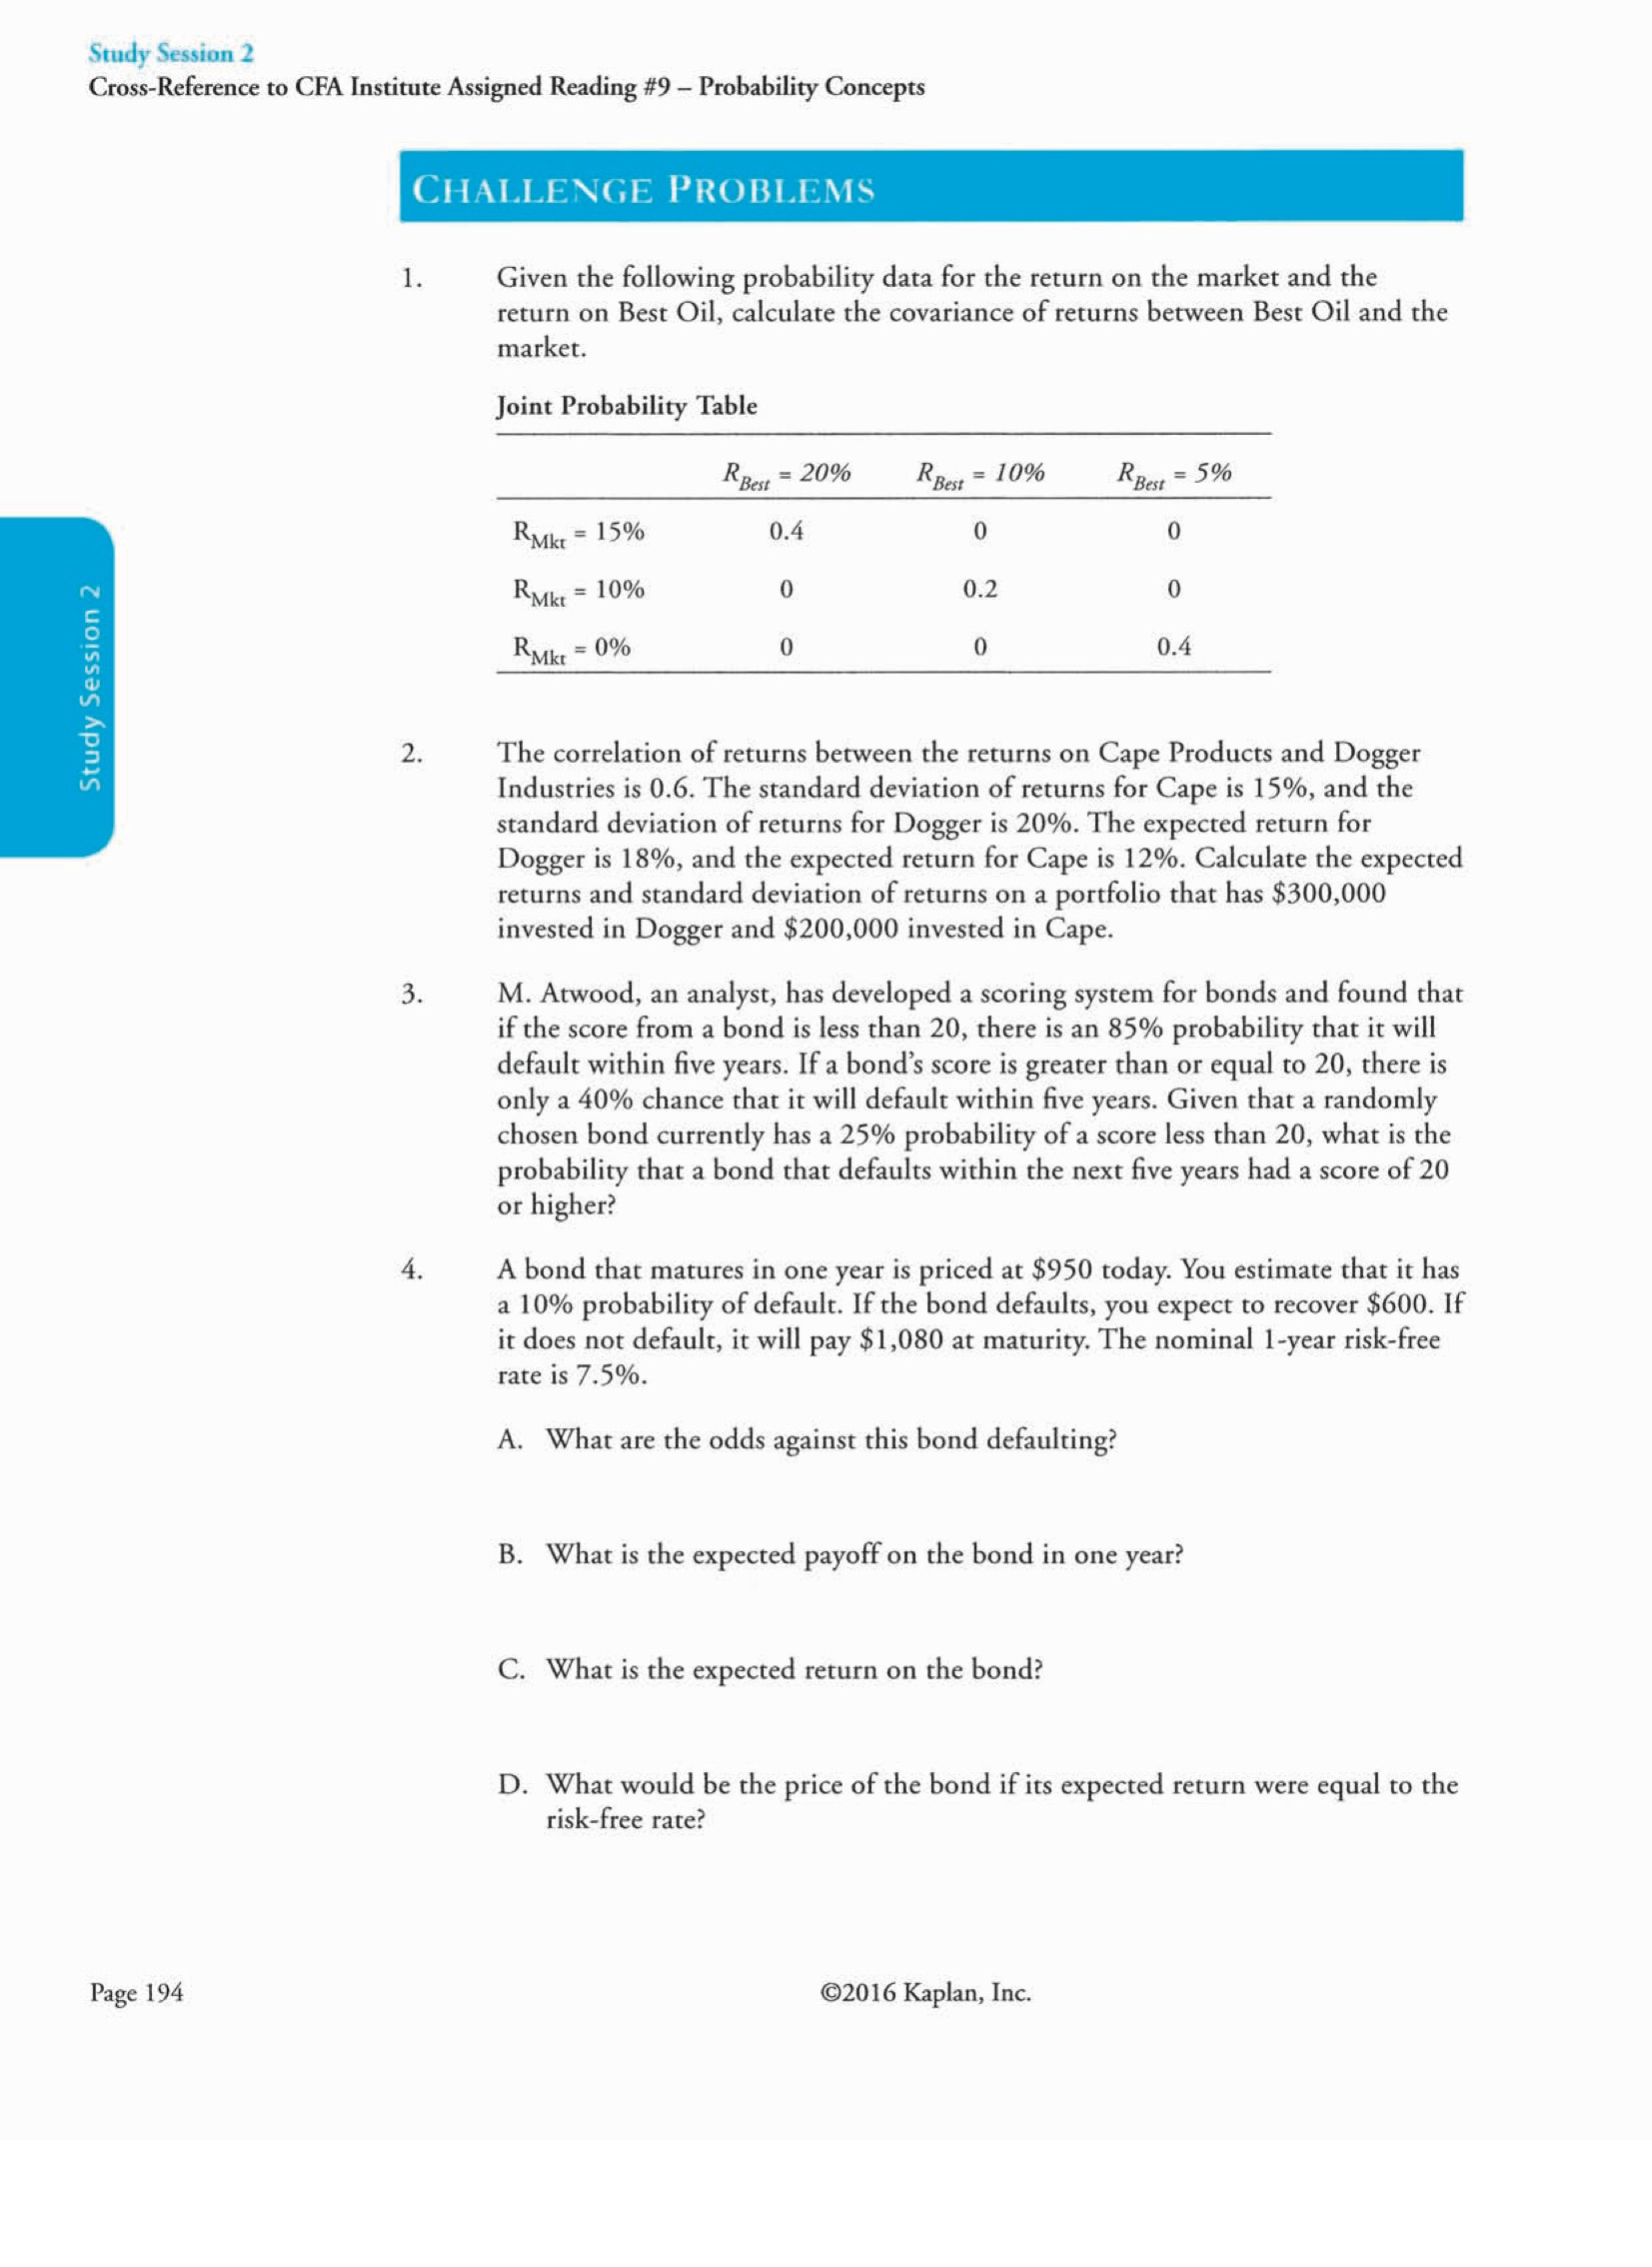 Study Session 2
Cross-Reference to CFA Institute Assigned Reading #9 – Probability Concepts
CHALLENGE PROBLEMS
1. Given the following probability data for the return on the market and the
return on Best Oil, calculate the covariance of returns between Best Oil and the
market.
Joint Probability Table
R_Best = 20% R_Best = 10% R_Best = 5%
R_Mkt = 15% 0.4 0 0
R_Mkt = 10% 0 0.2 0
R_Mkt = 0% 0 0 0.4
Study Session 2
2. The correlation of returns between the returns on Cape Products and Dogger
Industries is 0.6. The standard deviation of returns for Cape is 15%, and the
standard deviation of returns for Dogger is 20%. The expected return for
Dogger is 18%, and the expected return for Cape is 12%. Calculate the expected
returns and standard deviation of returns on a portfolio that has $300,000
invested in Dogger and $200,000 invested in Cape.
3. M. Atwood, an analyst, has developed a scoring system for bonds and found that
if the score from a bond is less than 20, there is an 85% probability that it will
default within five years. If a bond's score is greater than or equal to 20, there is
only a 40% chance that it will default within five years. Given that a randomly
chosen bond currently has a 25% probability of a score less than 20, what is the
probability that a bond that defaults within the next five years had a score of 20
or higher?
4. A bond that matures in one year is priced at $950 today. You estimate that it has
a 10% probability of default. If the bond defaults, you expect to recover $600. If
it does not default, it will pay $1,080 at maturity. The nominal 1-year risk-free
rate is 7.5%.
A. What are the odds against this bond defaulting?
B. What is the expected payoff on the bond in one year?
C. What is the expected return on the bond?
D. What would be the price of the bond if its expected return were equal to the
risk-free rate?
Page 194 ©2016 Kaplan, Inc.